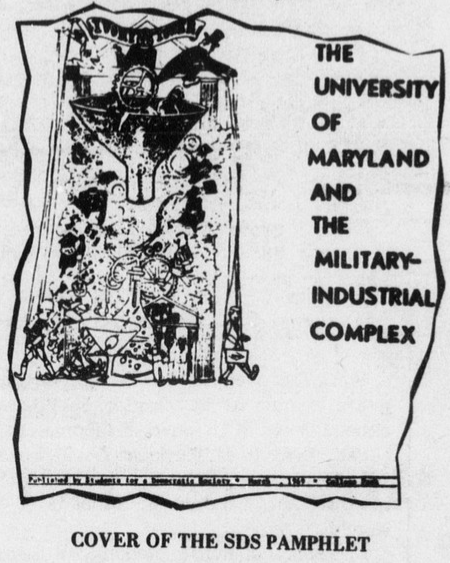 THE
UNIVERSITY
OF
MARYLAND
AND
THE
MILITARY-
INDUSTRIAL
COMPLEX
Published by Students for a Democratic Society * March , 1969 * College Park
COVER OF THE SDS PAMPHLET